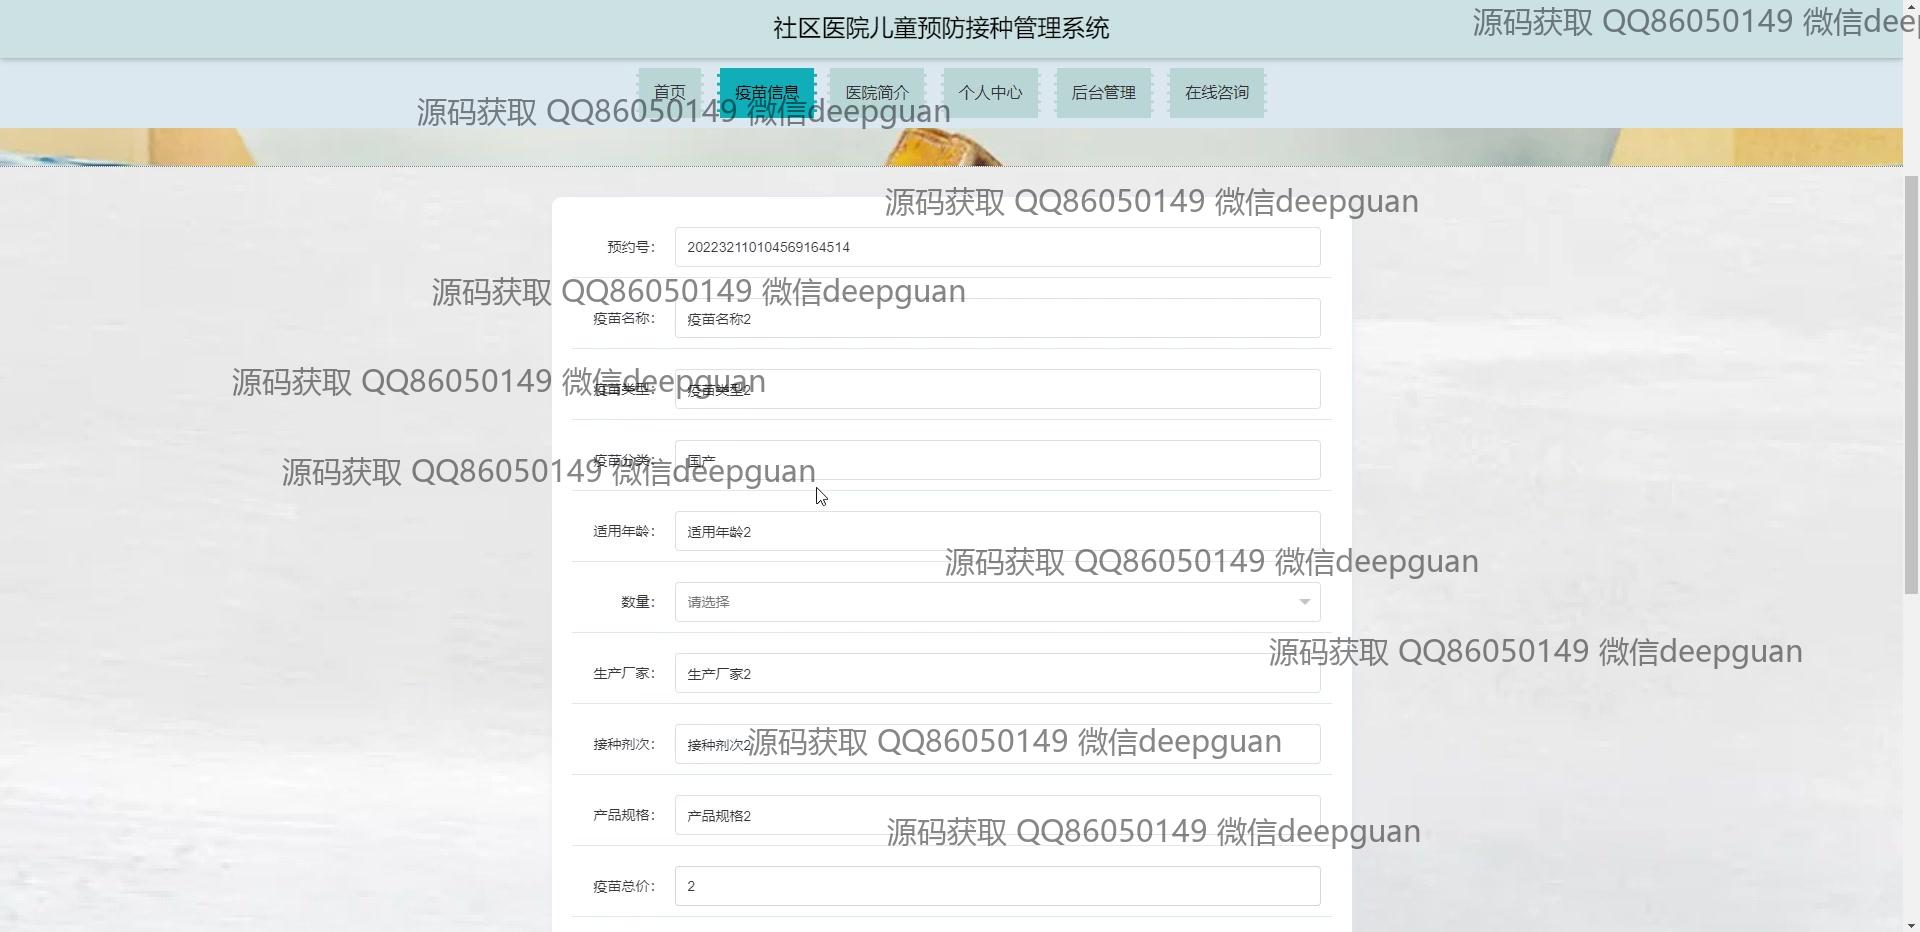 社区医院儿童预防接种管理系统
源码获取 QQ86050149 微信deep
首页 疫苗信息 医院简介 个人中心 后台管理 在线咨询
源码获取 QQ86050149 微信deepguan
源码获取 QQ86050149 微信deepguan
预约号： 202232110104569164514
源码获取 QQ86050149 微信deepguan
疫苗名称： 疫苗名称2
源码获取 QQ86050149 微信deepguan
疫苗类型： 疫苗类型2
疫苗分类： 国产
源码获取 QQ86050149 微信deepguan
适用年龄： 适用年龄2
源码获取 QQ86050149 微信deepguan
数量： 请选择
源码获取 QQ86050149 微信deepguan
生产厂家： 生产厂家2
接种剂次： 接种剂次2
源码获取 QQ86050149 微信deepguan
产品规格： 产品规格2
源码获取 QQ86050149 微信deepguan
疫苗总价： 2